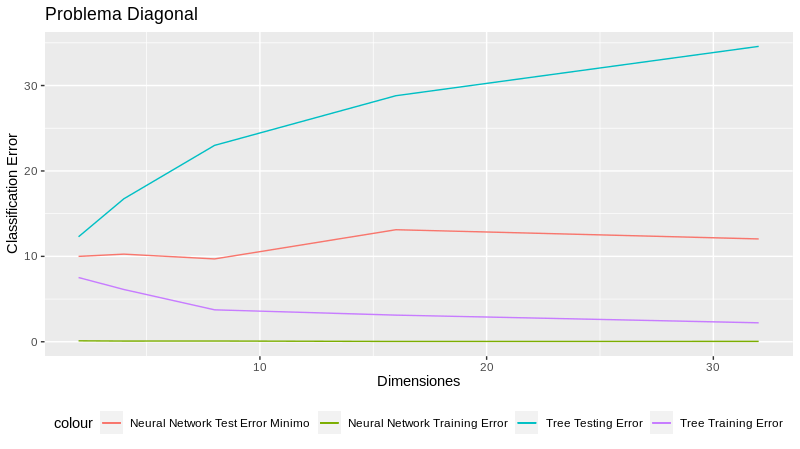 Problema Diagonal
Classification Error
30
20
10
0
10 20 30
Dimensiones
colour Neural Network Test Error Minimo Neural Network Training Error Tree Testing Error Tree Training Error